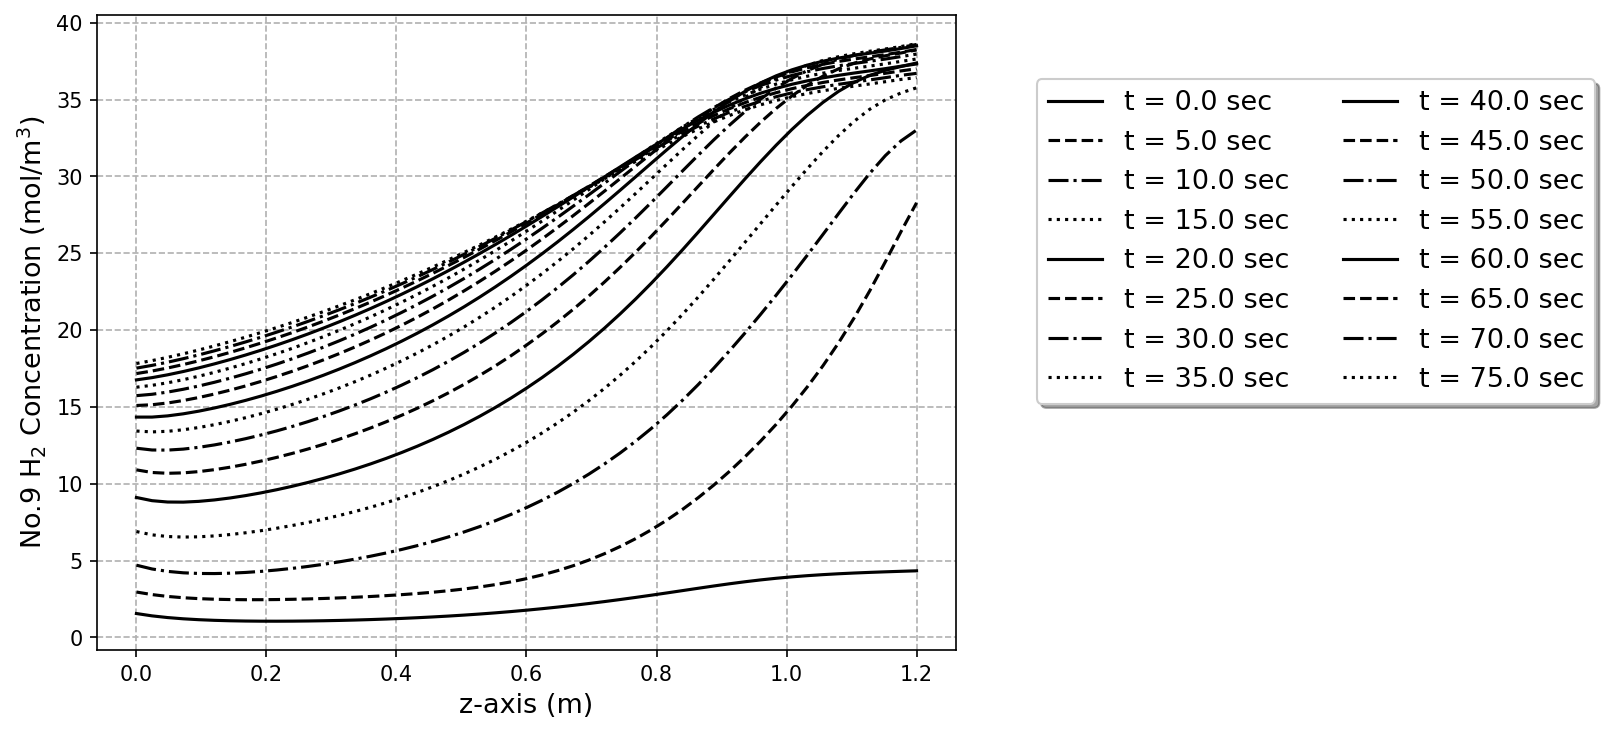 40
35
30
25
20
15
10
5
0
No.9 H₂ Concentration (mol/m³)
0.0 0.2 0.4 0.6 0.8 1.0 1.2
z-axis (m)
t = 0.0 sec
t = 5.0 sec
t = 10.0 sec
t = 15.0 sec
t = 20.0 sec
t = 25.0 sec
t = 30.0 sec
t = 35.0 sec
t = 40.0 sec
t = 45.0 sec
t = 50.0 sec
t = 55.0 sec
t = 60.0 sec
t = 65.0 sec
t = 70.0 sec
t = 75.0 sec